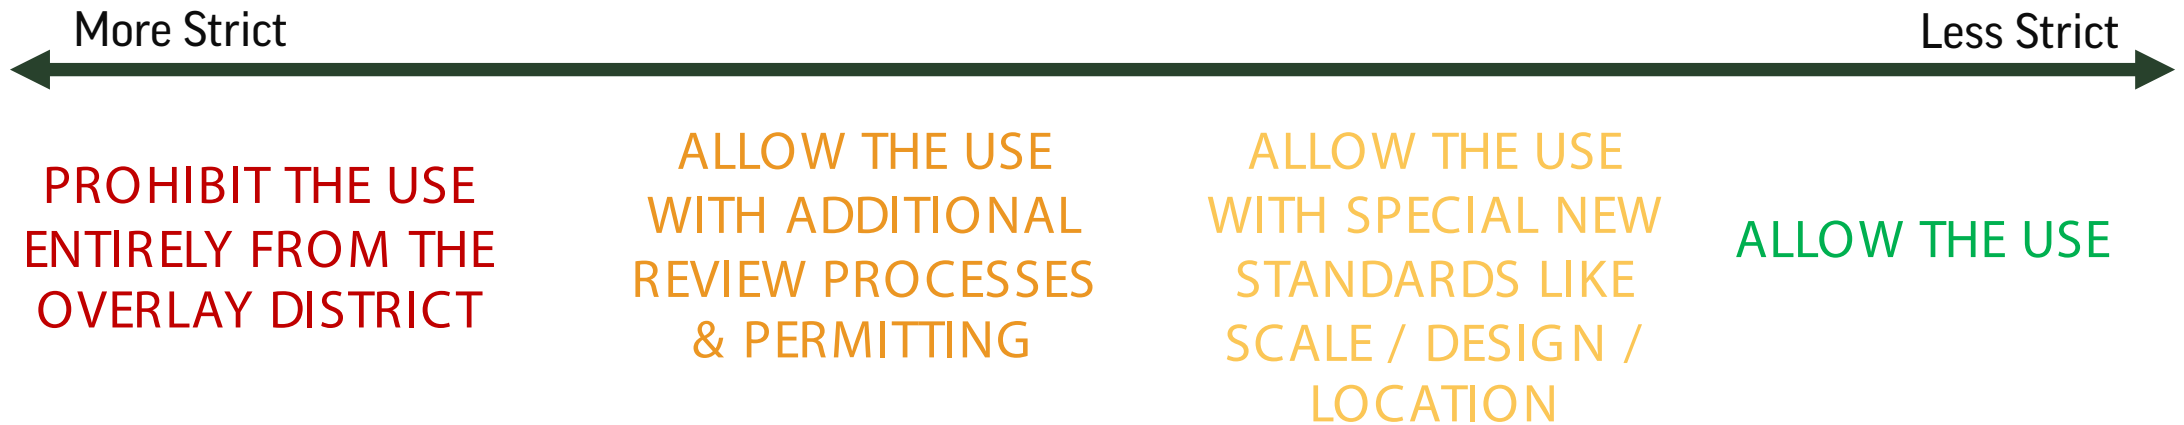 More Strict
Less Strict
PROHIBIT THE USE
ENTIRELY FROM THE
OVERLAY DISTRICT
ALLOW THE USE
WITH ADDITIONAL
REVIEW PROCESSES
& PERMITTING
ALLOW THE USE
WITH SPECIAL NEW
STANDARDS LIKE
SCALE / DESIGN /
LOCATION
ALLOW THE USE